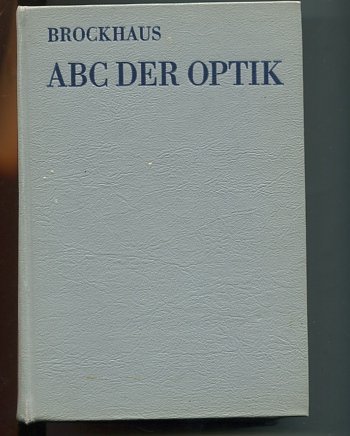 BROCKHAUS
ABC DER OPTIK